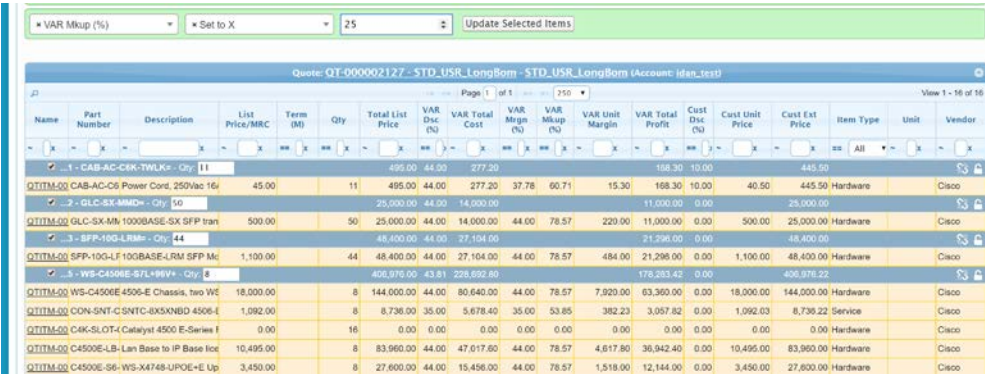 × VAR Mkup (%) × Set to X 25 Update Selected Items
Quote: QT-000002127 - STD_USR_LongBom - STD_USR_LongBom (Account: idan_test)
Page 1 of 1 250 View 1 - 16 of 16
Name Part Number Description List Price/MRC Term (M) Qty Total List Price VAR Dsc (%) VAR Total Cost VAR Mrgn (%) VAR Mkup (%) VAR Unit Margin VAR Total Profit Cust Dsc (%) Cust Unit Price Cust Ext Price Item Type Unit Vendor
~ x ~ x ~ x == x == x == x ~ x == x ~ x == x == x ~ x ~ x == x ~ x ~ x == All ~ x ~ x
...1 - CAB-AC-C6K-TWLK= - Qty: 11 495.00 44.00 277.20 168.30 10.00 445.50
QTITM-00 CAB-AC-C6 Power Cord, 250Vac 16 45.00 11 495.00 44.00 277.20 37.78 60.71 15.30 168.30 10.00 40.50 445.50 Hardware Cisco
...2 - GLC-SX-MMD= - Qty: 50 25,000.00 44.00 14,000.00 11,000.00 0.00 25,000.00
QTITM-00 GLC-SX-MM 1000BASE-SX SFP tran 500.00 50 25,000.00 44.00 14,000.00 44.00 78.57 220.00 11,000.00 0.00 500.00 25,000.00 Hardware Cisco
...3 - SFP-10G-LRM= - Qty: 44 48,400.00 44.00 27,104.00 21,296.00 0.00 48,400.00
QTITM-00 SFP-10G-LF 10GBASE-LRM SFP Mo 1,100.00 44 48,400.00 44.00 27,104.00 44.00 78.57 484.00 21,296.00 0.00 1,100.00 48,400.00 Hardware Cisco
...5 - WS-C4506E-S7L+96V+ - Qty: 8 406,976.00 43.81 228,692.80 178,283.42 0.00 406,976.22
QTITM-00 WS-C4506E 4506-E Chassis, two WS 18,000.00 8 144,000.00 44.00 80,640.00 44.00 78.57 7,920.00 63,360.00 0.00 18,000.00 144,000.00 Hardware Cisco
QTITM-00 CON-SNT-C SNTC-8X5XNBD 4506-E 1,092.00 8 8,736.00 35.00 5,678.40 35.00 53.85 382.23 3,057.82 0.00 1,092.03 8,736.22 Service Cisco
QTITM-00 C4K-SLOT-C Catalyst 4500 E-Series F 0.00 16 0.00 0.00 0.00 0.00 0.00 0.00 0.00 0.00 0.00 0.00 Hardware Cisco
QTITM-00 C4500E-LB- Lan Base to IP Base lice 10,495.00 8 83,960.00 44.00 47,017.60 44.00 78.57 4,617.80 36,942.40 0.00 10,495.00 83,960.00 Hardware Cisco
QTITM-00 C4500E-S6- WS-X4748-UPOE+E Up 3,450.00 8 27,600.00 44.00 15,456.00 44.00 78.57 1,518.00 12,144.00 0.00 3,450.00 27,600.00 Hardware Cisco